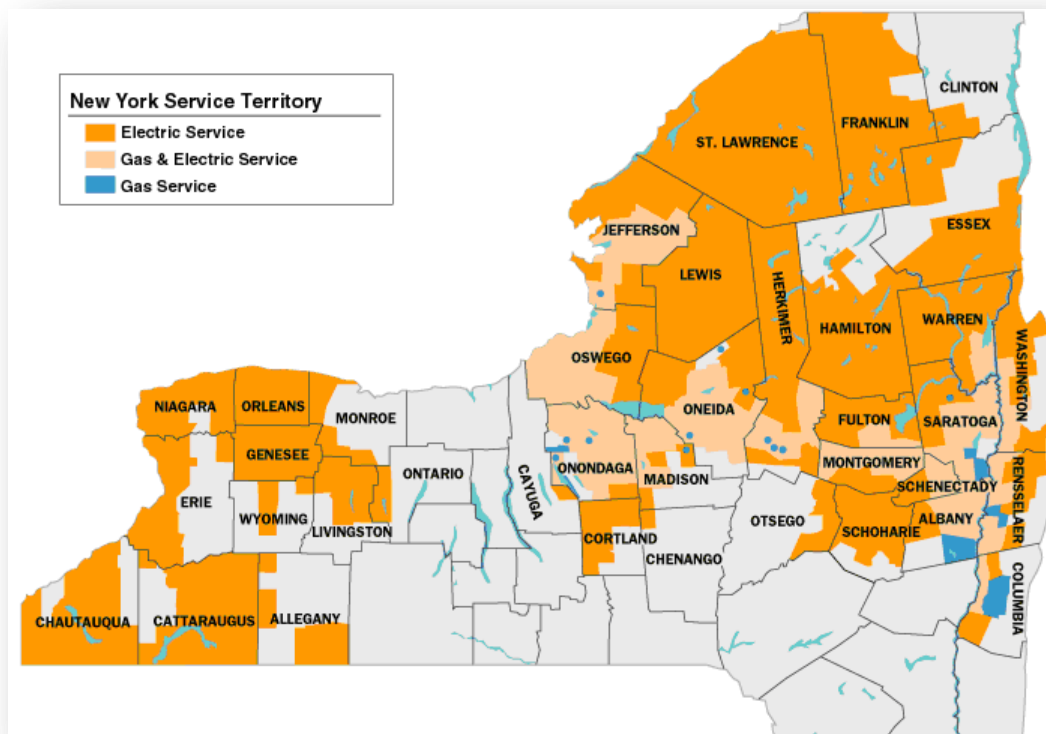 New York Service Territory
Electric Service
Gas & Electric Service
Gas Service
CLINTON
FRANKLIN
ST. LAWRENCE
ESSEX
JEFFERSON
LEWIS
HERKIMER
HAMILTON
WARREN
WASHINGTON
OSWEGO
ONEIDA
NIAGARA
ORLEANS
MONROE
FULTON
SARATOGA
GENESEE
ONTARIO
CAYUGA
ONONDAGA
MADISON
MONTGOMERY
SCHENECTADY
RENSSELAER
ERIE
WYOMING
LIVINGSTON
CORTLAND
OTSEGO
SCHOHARIE
ALBANY
CHENANGO
COLUMBIA
CHAUTAUQUA
CATTARAUGUS
ALLEGANY